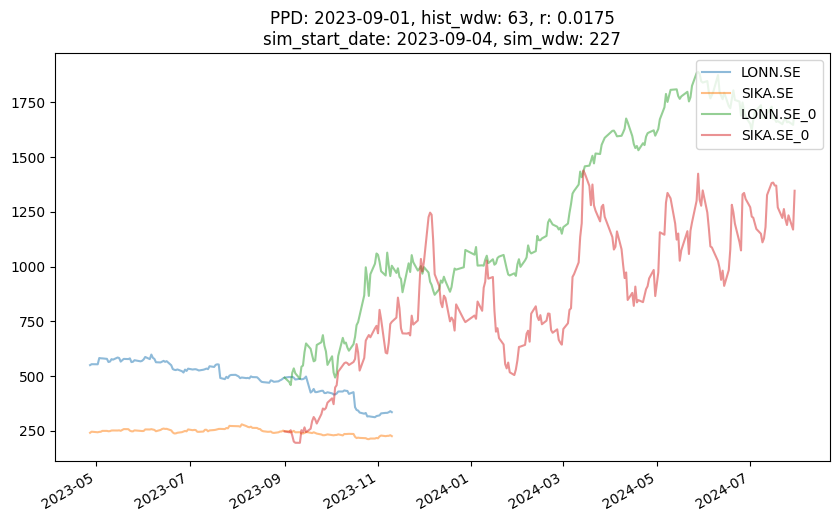 PPD: 2023-09-01, hist_wdw: 63, r: 0.0175
sim_start_date: 2023-09-04, sim_wdw: 227
LONN.SE
SIKA.SE
LONN.SE_0
SIKA.SE_0
1750
1500
1250
1000
750
500
250
2023-05
2023-07
2023-09
2023-11
2024-01
2024-03
2024-05
2024-07